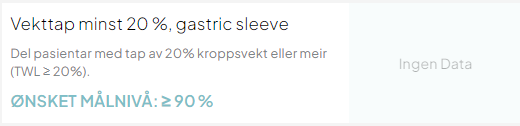 Vekttap minst 20 %, gastric sleeve
Del pasientar med tap av 20% kroppsvekt eller meir
(TWL ≥ 20%).
ØNSKET MÅLNIVÅ: ≥ 90 %
Ingen Data